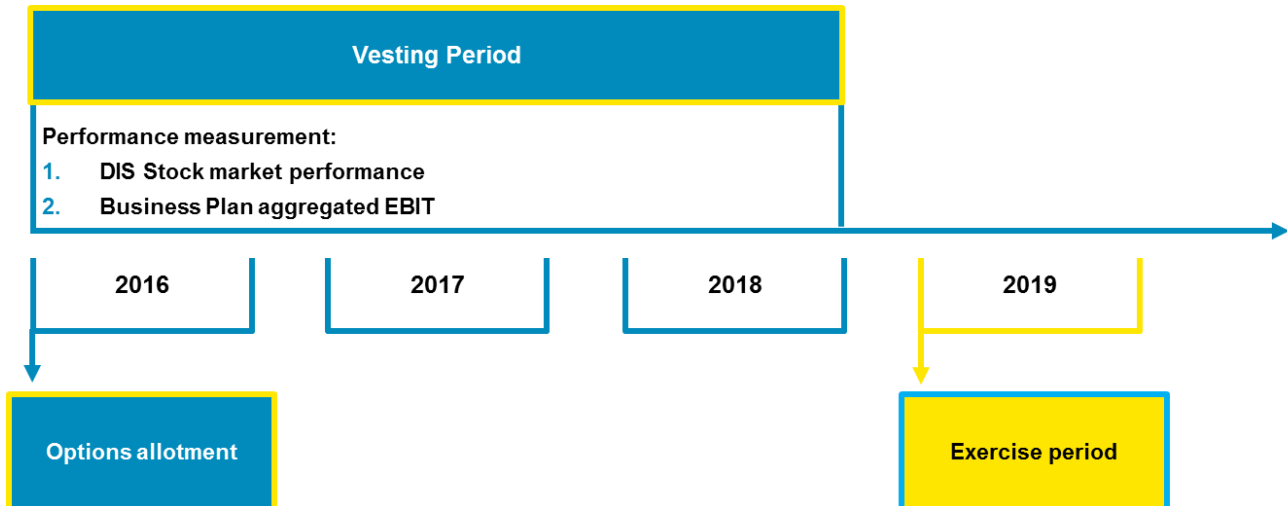 Vesting Period
Performance measurement:
1. DIS Stock market performance
2. Business Plan aggregated EBIT
2016 2017 2018 2019
Options allotment Exercise period